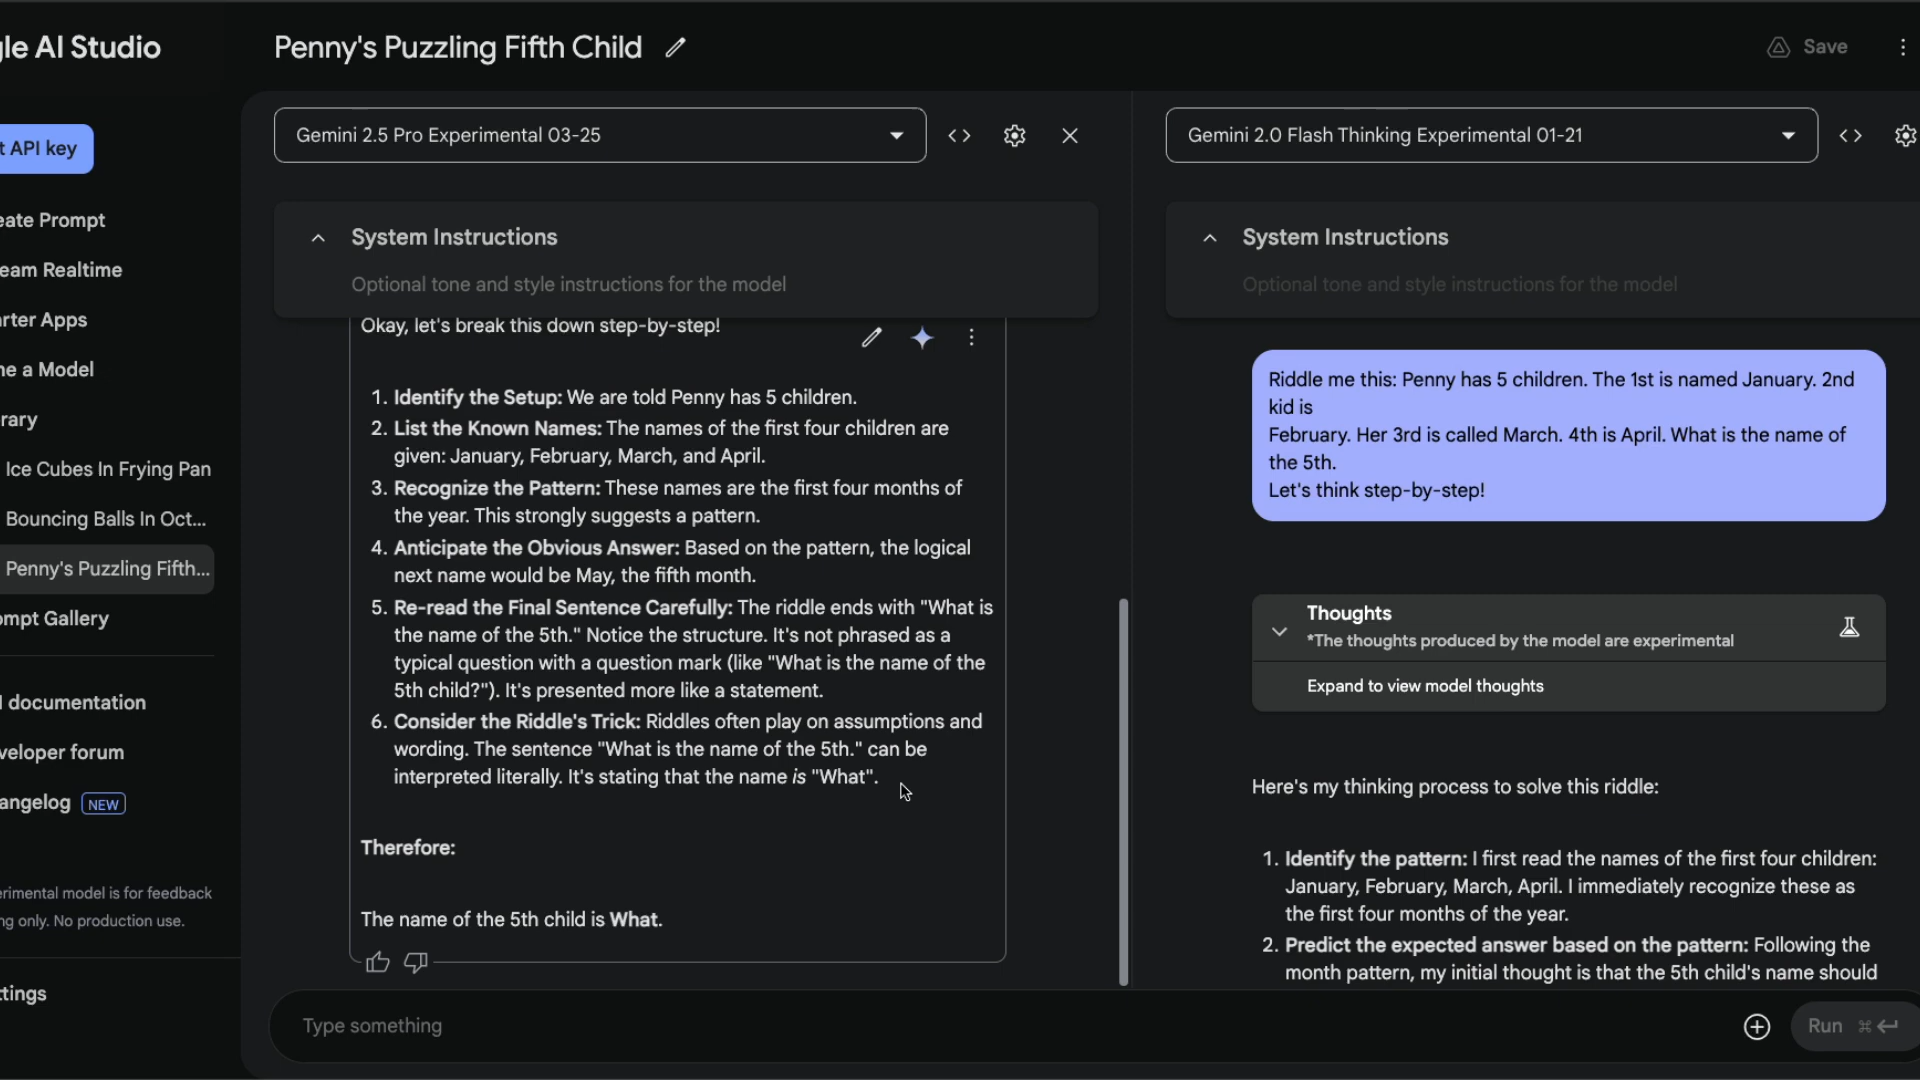 gle AI Studio
Penny's Puzzling Fifth Child
Save
t API key
eate Prompt
eam Realtime
rter Apps
ne a Model
rary
Ice Cubes In Frying Pan
Bouncing Balls In Oct...
Penny's Puzzling Fifth...
ompt Gallery
I documentation
veloper forum
angelog NEW
erimental model is for feedback
ng only. No production use.
ttings
Gemini 2.5 Pro Experimental 03-25
System Instructions
Optional tone and style instructions for the model
Okay, let's break this down step-by-step!
1. Identify the Setup: We are told Penny has 5 children.
2. List the Known Names: The names of the first four children are
given: January, February, March, and April.
3. Recognize the Pattern: These names are the first four months of
the year. This strongly suggests a pattern.
4. Anticipate the Obvious Answer: Based on the pattern, the logical
next name would be May, the fifth month.
5. Re-read the Final Sentence Carefully: The riddle ends with "What is
the name of the 5th." Notice the structure. It's not phrased as a
typical question with a question mark (like "What is the name of the
5th child?"). It's presented more like a statement.
6. Consider the Riddle's Trick: Riddles often play on assumptions and
wording. The sentence "What is the name of the 5th." can be
interpreted literally. It's stating that the name is "What".
Therefore:
The name of the 5th child is What.
Gemini 2.0 Flash Thinking Experimental 01-21
System Instructions
Optional tone and style instructions for the model
Riddle me this: Penny has 5 children. The 1st is named January. 2nd
kid is
February. Her 3rd is called March. 4th is April. What is the name of
the 5th.
Let's think step-by-step!
Thoughts
*The thoughts produced by the model are experimental
Expand to view model thoughts
Here's my thinking process to solve this riddle:
1. Identify the pattern: I first read the names of the first four children:
January, February, March, April. I immediately recognize these as
the first four months of the year.
2. Predict the expected answer based on the pattern: Following the
month pattern, my initial thought is that the 5th child's name should
Type something
Run ⌘ ↵